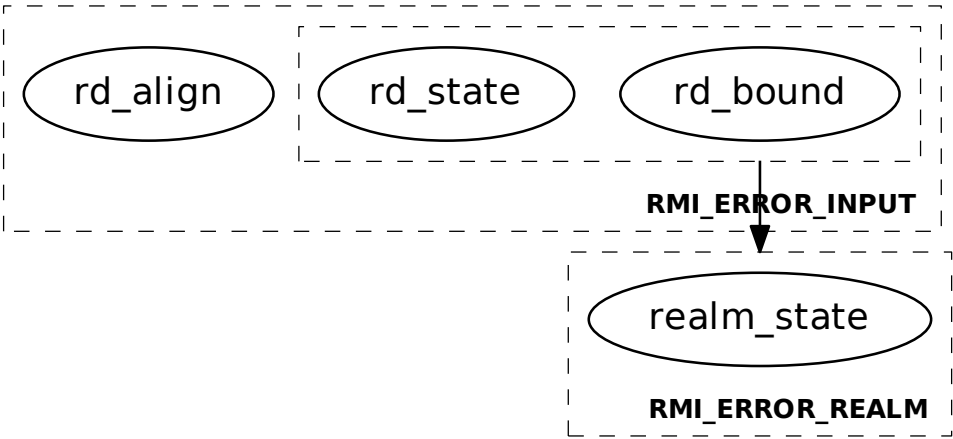 rd_align rd_state rd_bound
RMI_ERROR_INPUT
realm_state
RMI_ERROR_REALM